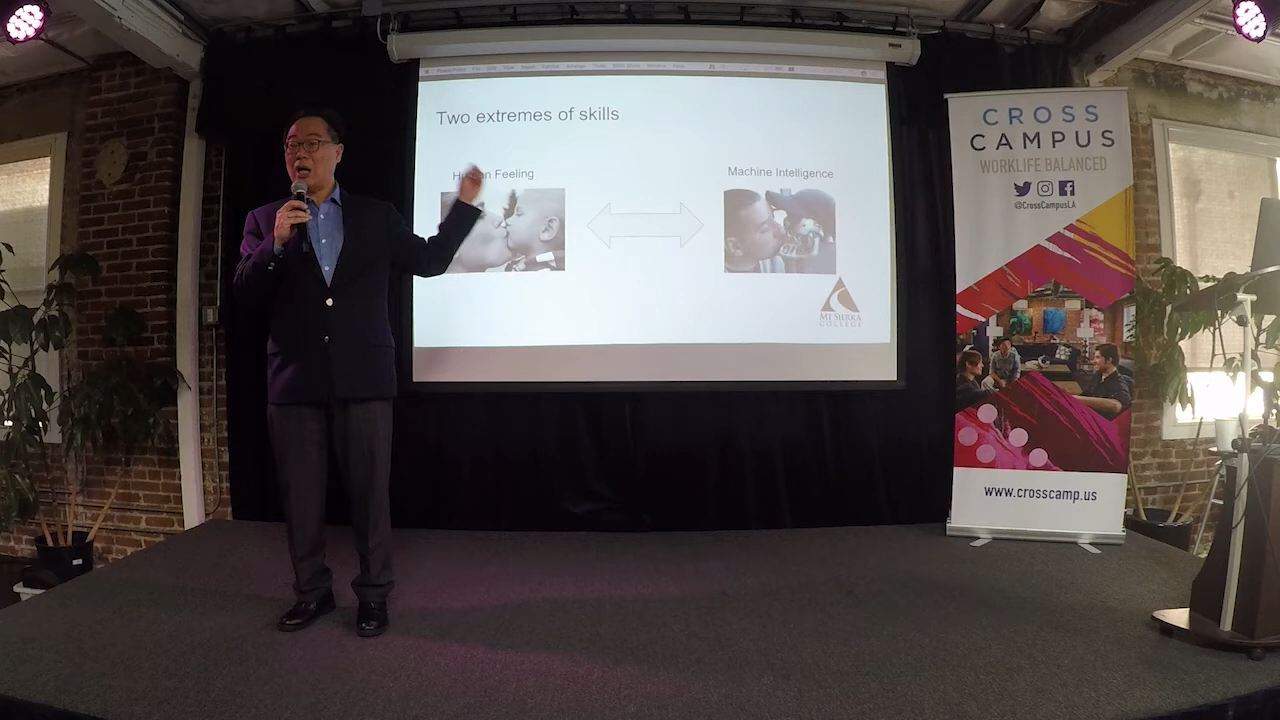 Two extremes of skills
Feeling
Machine Intelligence
MT SIERRA
COLLEGE
CROSS
CAMPUS
WORKLIFE BALANCED
@CrossCampusLA
www.crosscamp.us